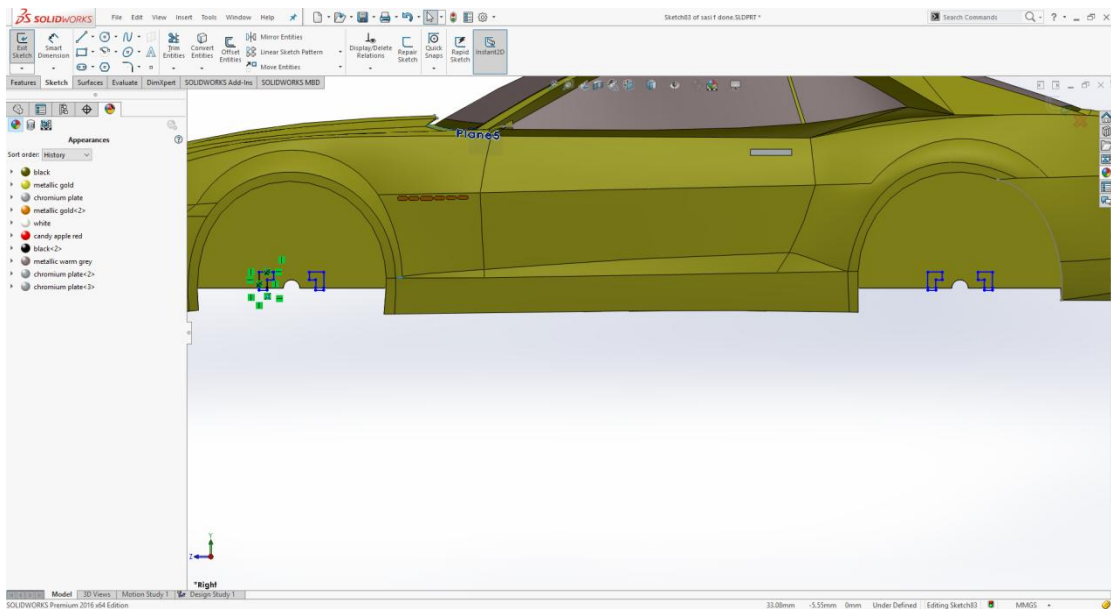 SOLIDWORKS File Edit View Insert Tools Window Help Sketch83 of sasi f done.SLDPRT * Search Commands
Exit Sketch Smart Dimension Trim Entities Convert Entities Offset Entities Mirror Entities Linear Sketch Pattern Move Entities Display/Delete Relations Repair Sketch Quick Snaps Rapid Sketch Instant2D
Features Sketch Surfaces Evaluate DimXpert SOLIDWORKS Add-Ins SOLIDWORKS MBD
Appearances
Sort order: History
black
metallic gold
chromium plate
metallic gold<2>
white
candy apple red
black<2>
metallic warm grey
chromium plate<2>
chromium plate<3>
Plane5
Y
Z
*Right
Model 3D Views Motion Study 1 Design Study 1
SOLIDWORKS Premium 2016 x64 Edition 33.08mm -5.55mm 0mm Under Defined Editing Sketch83 MMGS